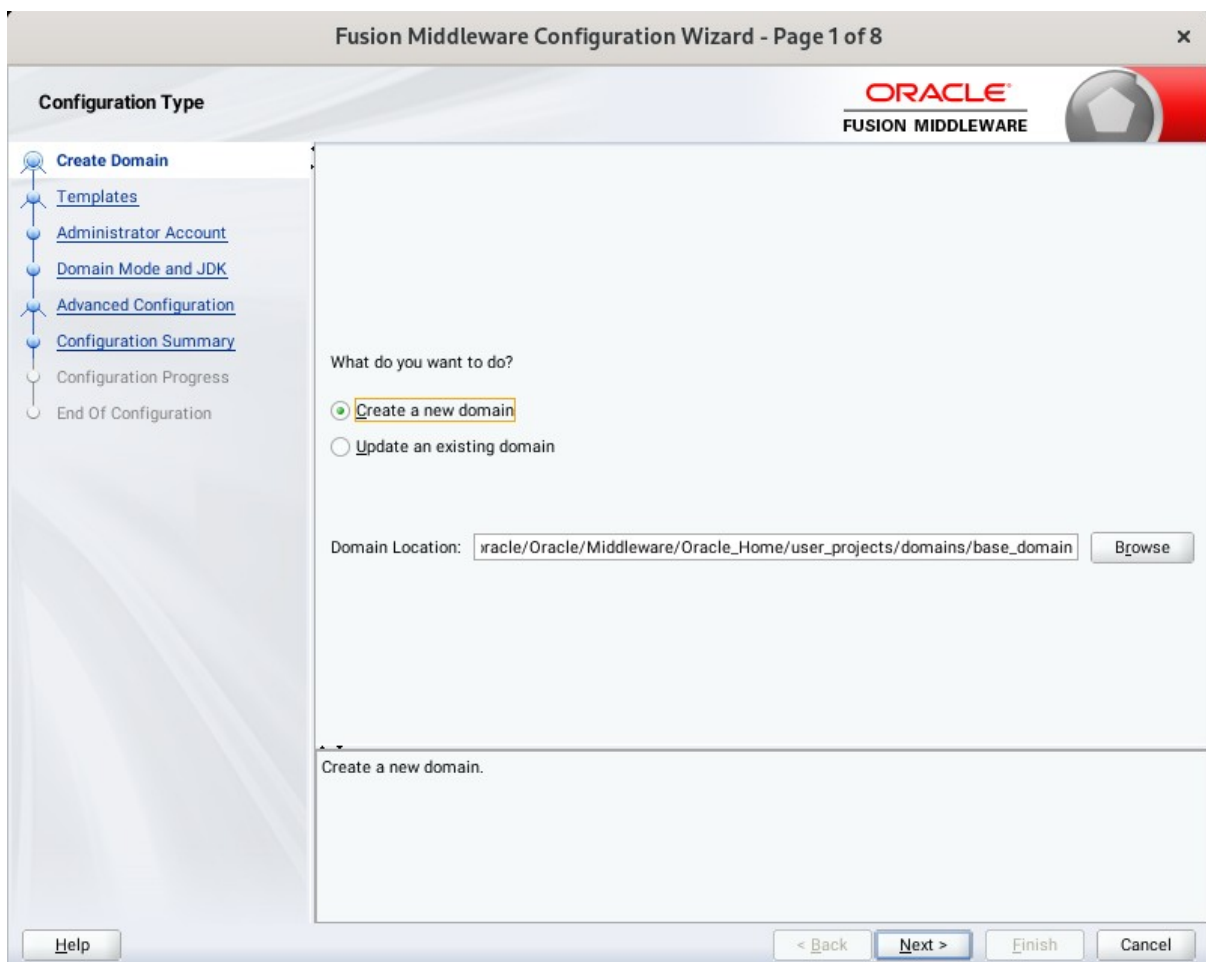 Fusion Middleware Configuration Wizard - Page 1 of 8
Configuration Type
ORACLE
FUSION MIDDLEWARE
Create Domain
Templates
Administrator Account
Domain Mode and JDK
Advanced Configuration
Configuration Summary
Configuration Progress
End Of Configuration
What do you want to do?
Create a new domain
Update an existing domain
Domain Location: racle/Oracle/Middleware/Oracle_Home/user_projects/domains/base_domain Browse
Create a new domain.
Help < Back Next > Finish Cancel